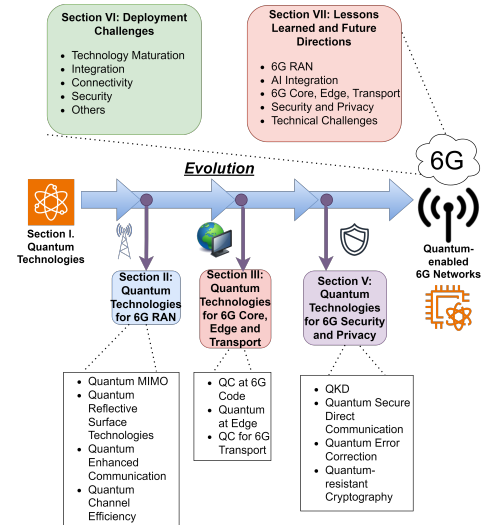 Section VI: Deployment
Challenges
• Technology Maturation
• Integration
• Connectivity
• Security
• Others
Section VII: Lessons
Learned and Future
Directions
• 6G RAN
• AI Integration
• 6G Core, Edge, Transport
• Security and Privacy
• Technical Challenges
6G
Evolution
Section I.
Quantum
Technologies
Quantum-
enabled
6G Networks
Section II:
Quantum
Technologies
for 6G RAN
Section III:
Quantum
Technologies
for 6G Core,
Edge and
Transport
Section V:
Quantum
Technologies
for 6G Security
and Privacy
• Quantum MIMO
• Quantum
Reflective
Surface
Technologies
• Quantum
Enhanced
Communication
• Quantum
Channel
Efficiency
• QC at 6G
Code
• Quantum
at Edge
• QC for 6G
Transport
• QKD
• Quantum Secure
Direct
Communication
• Quantum Error
Correction
• Quantum-
resistant
Cryptography